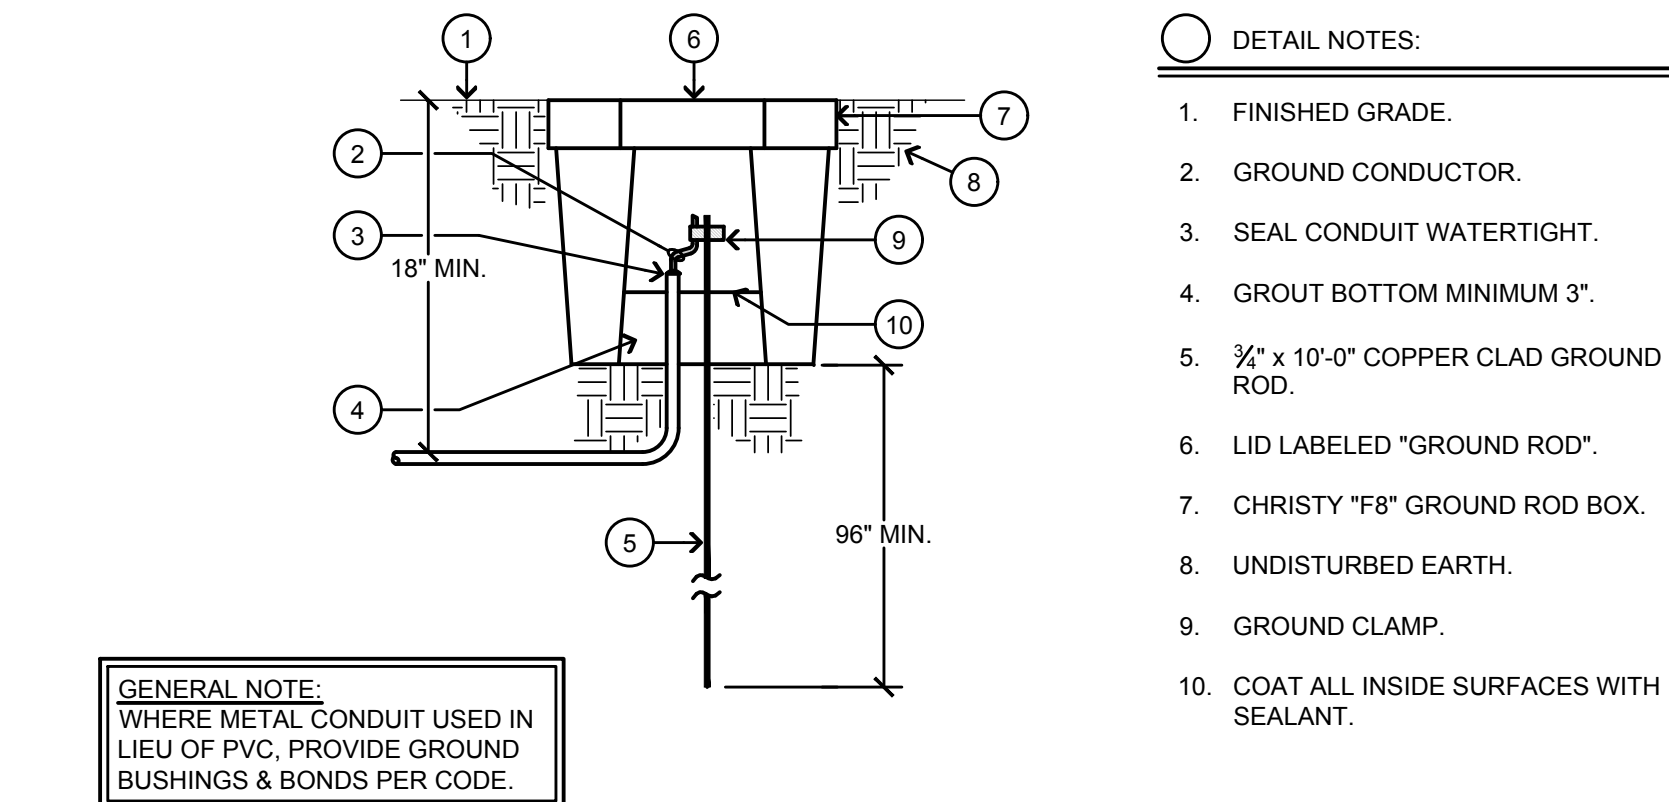 1
6
7
2
8
3
9
18" MIN.
10
4
5
96" MIN.
GENERAL NOTE:
WHERE METAL CONDUIT USED IN
LIEU OF PVC, PROVIDE GROUND
BUSHINGS & BONDS PER CODE.
DETAIL NOTES:
1. FINISHED GRADE.
2. GROUND CONDUCTOR.
3. SEAL CONDUIT WATERTIGHT.
4. GROUT BOTTOM MINIMUM 3".
5. ¾" x 10'-0" COPPER CLAD GROUND
ROD.
6. LID LABELED "GROUND ROD".
7. CHRISTY "F8" GROUND ROD BOX.
8. UNDISTURBED EARTH.
9. GROUND CLAMP.
10. COAT ALL INSIDE SURFACES WITH
SEALANT.